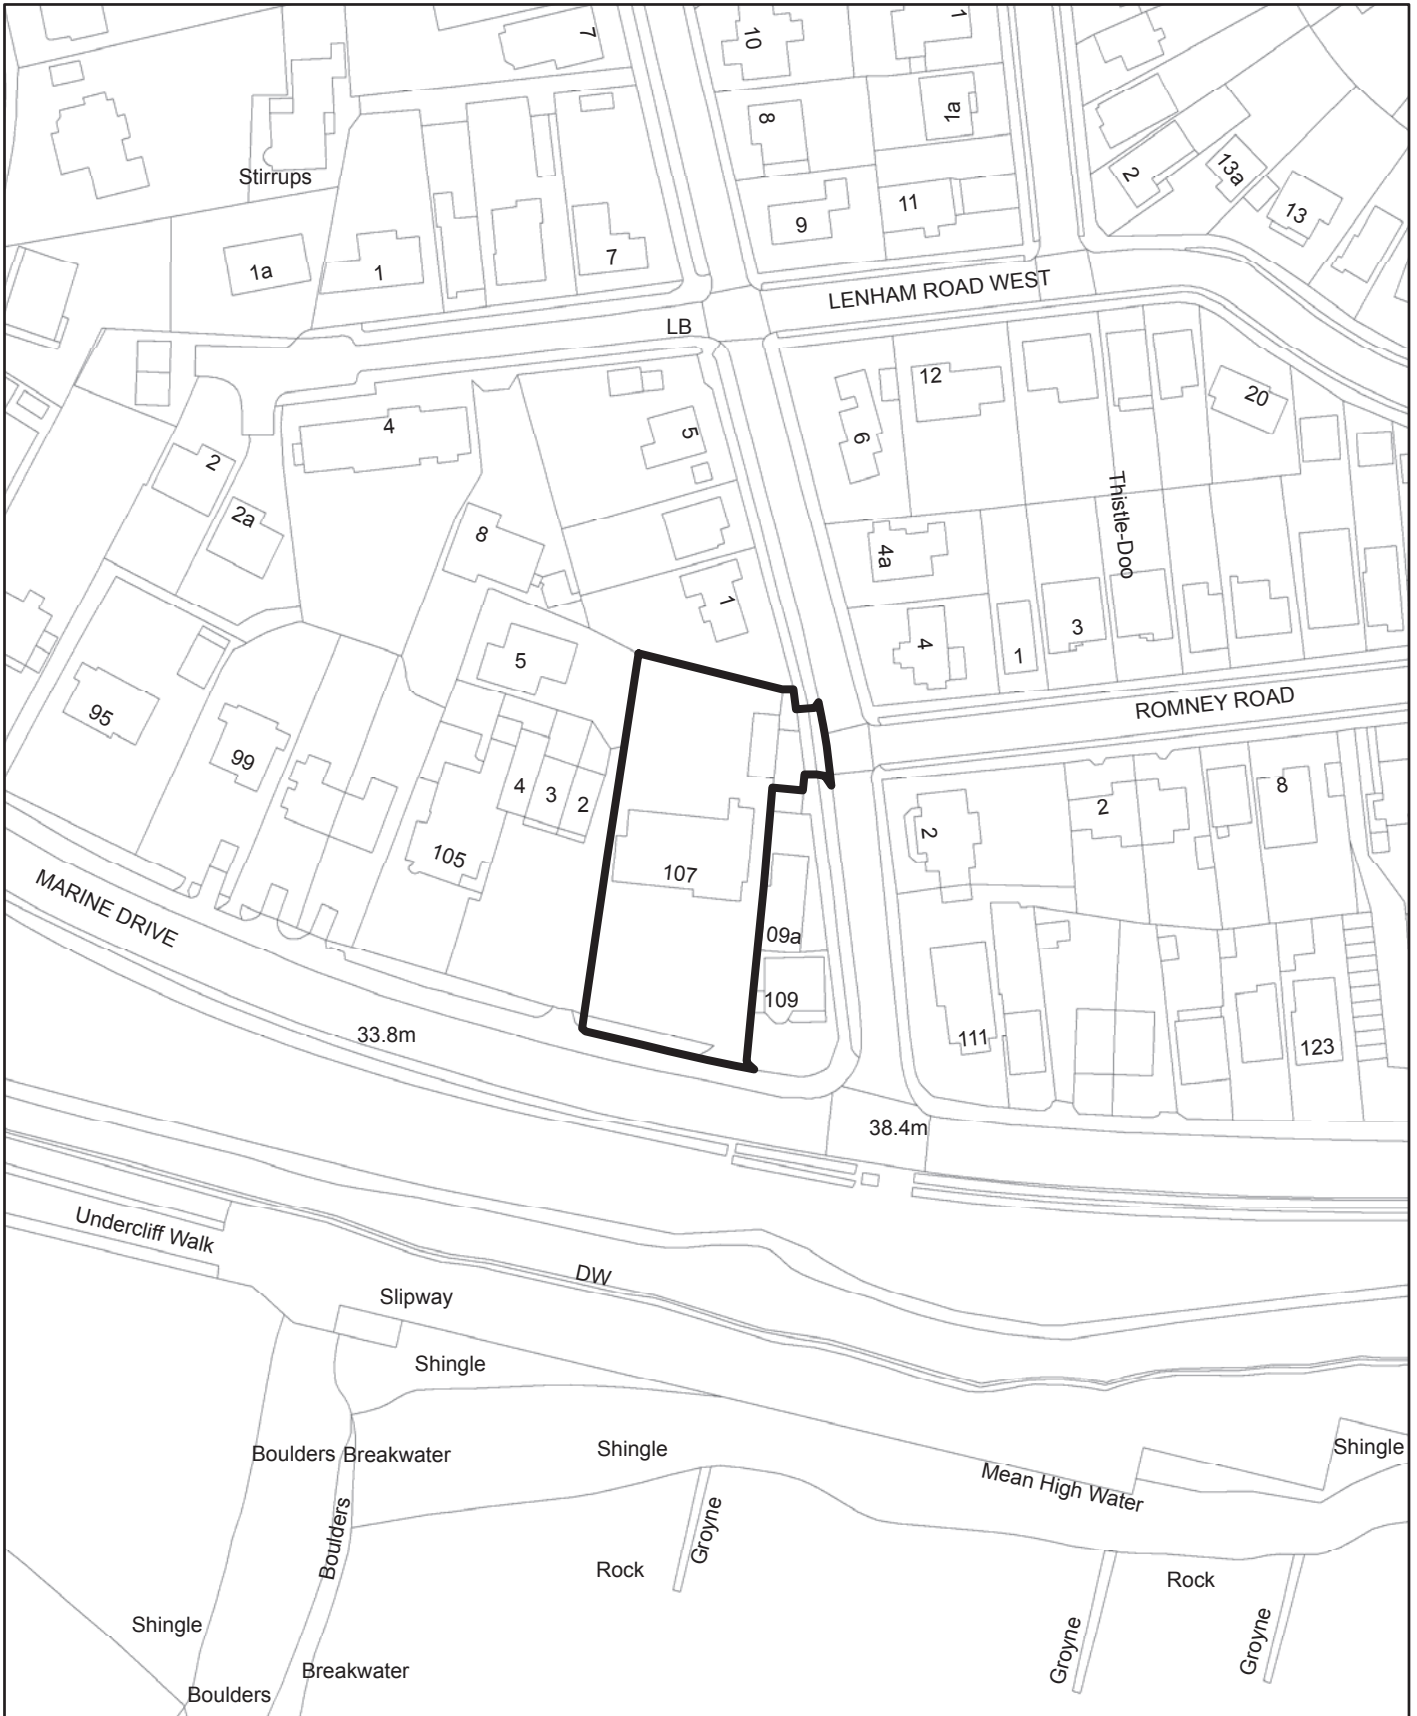 7
10
1
8
1a
Stirrups
2
13a
13
9
11
1a
1
7
LENHAM ROAD WEST
LB
12
20
4
5
6
2
Thistle-Doo
2a
8
4a
1
3
5
4
1
ROMNEY ROAD
95
99
4
3
2
8
2
2
105
107
MARINE DRIVE
09a
109
33.8m
111
123
38.4m
Undercliff Walk
DW
Slipway
Shingle
Boulders
Breakwater
Shingle
Shingle
Mean High Water
Boulders
Groyne
Rock
Rock
Shingle
Groyne
Groyne
Breakwater
Boulders